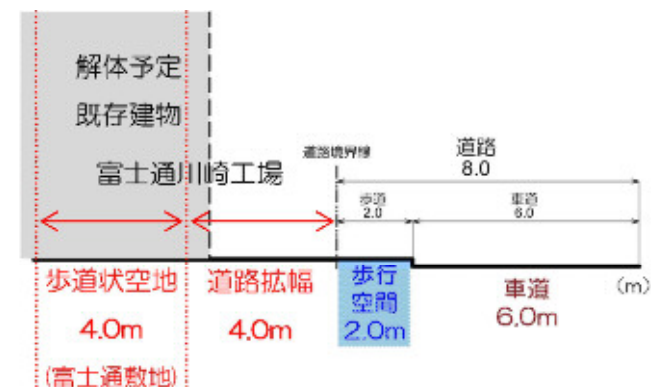 解体予定
既存建物
富士通川崎工場
道路境界線
道路
8.0
歩道
2.0
車道
6.0
歩道状空地
4.0m
(富士通敷地)
道路拡幅
4.0m
歩行
空間
2.0m
車道
6.0m
(m)